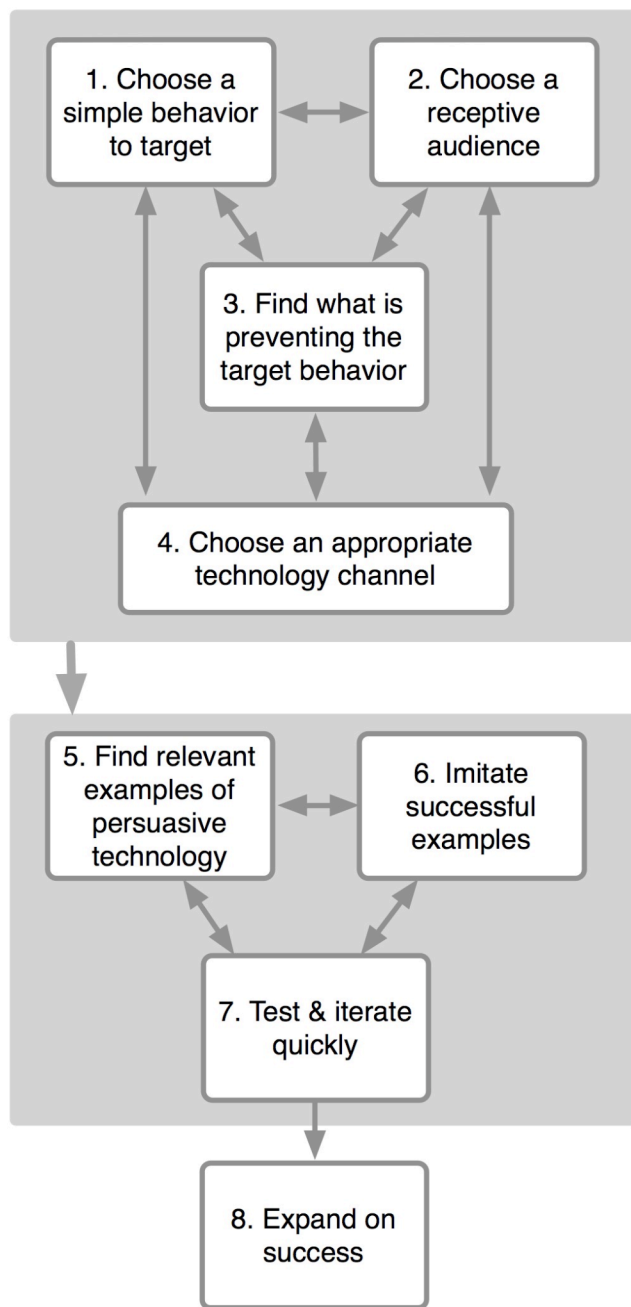 1. Choose a
simple behavior
to target
2. Choose a
receptive
audience
3. Find what is
preventing the
target behavior
4. Choose an appropriate
technology channel
5. Find relevant
examples of
persuasive
technology
6. Imitate
successful
examples
7. Test & iterate
quickly
8. Expand on
success